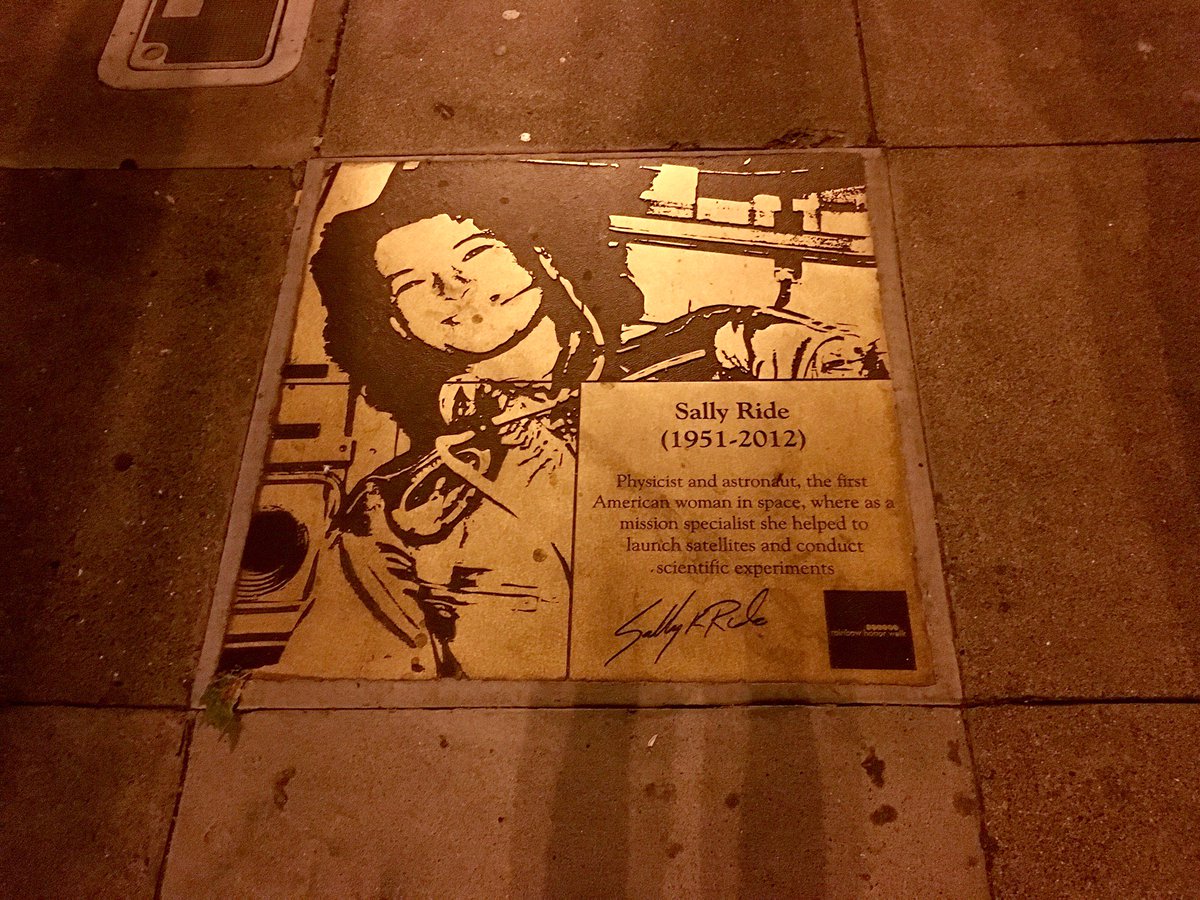 Sally Ride
(1951-2012)
Physicist and astronaut, the first
American woman in space, where as a
mission specialist she helped to
launch satellites and conduct
scientific experiments
Sally K Ride
rainbow honor walk